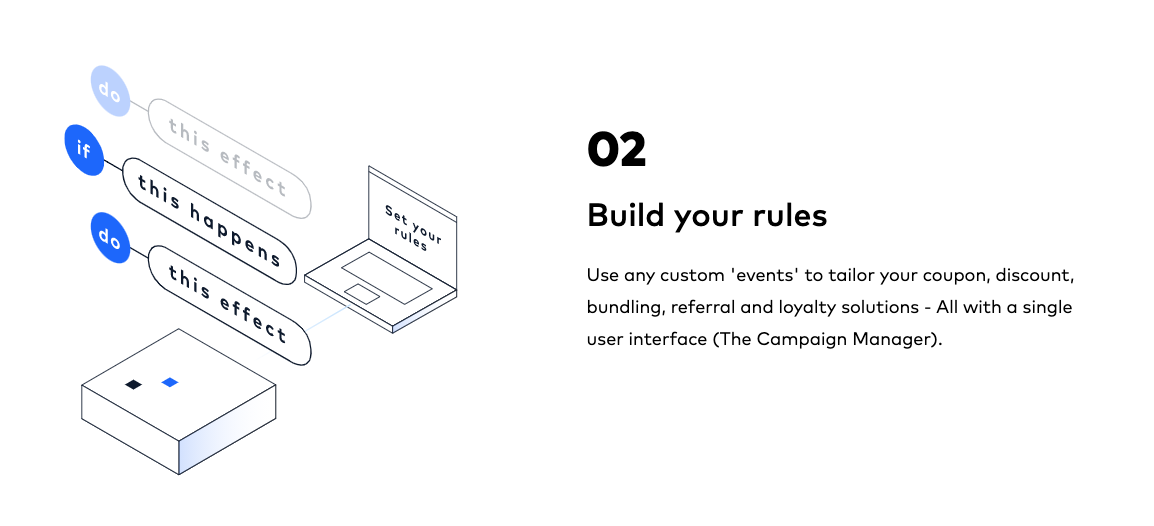 do
this effect
if
this happens
do
this effect
Set your
rules
02
Build your rules
Use any custom 'events' to tailor your coupon, discount,
bundling, referral and loyalty solutions - All with a single
user interface (The Campaign Manager).